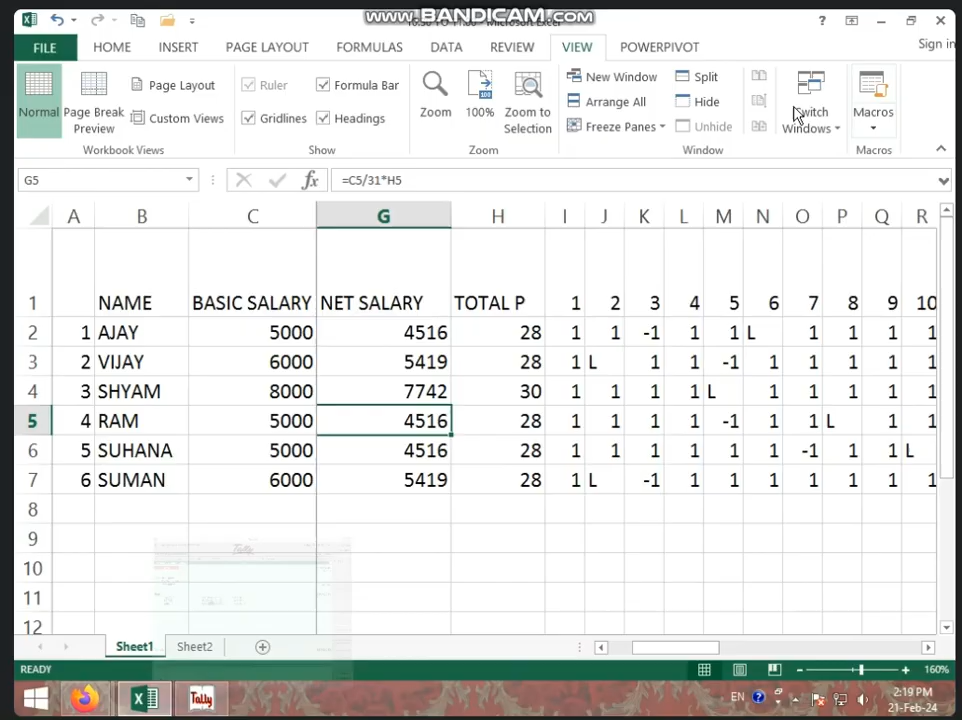 www.BANDICAM.com
FILE HOME INSERT PAGE LAYOUT FORMULAS DATA REVIEW VIEW POWERPIVOT Sign in
Normal
Page Break Preview
Page Layout
Custom Views
Workbook Views
Ruler
Formula Bar
Gridlines
Headings
Show
Zoom
100%
Zoom to Selection
Zoom
New Window
Arrange All
Freeze Panes
Split
Hide
Unhide
Switch Windows
Window
Macros
Macros
G5 fx =C5/31*H5
A B C G H I J K L M N O P Q R
1 NAME BASIC SALARY NET SALARY TOTAL P 1 2 3 4 5 6 7 8 9 10
2 1 AJAY 5000 4516 28 1 1 -1 1 1 L 1 1 1 1
3 2 VIJAY 6000 5419 28 1 L 1 1 -1 1 1 1 1 1
4 3 SHYAM 8000 7742 30 1 1 1 1 L 1 1 1 1 1
5 4 RAM 5000 4516 28 1 1 1 1 -1 1 1 L 1 1
6 5 SUHANA 5000 4516 28 1 1 1 1 1 1 -1 1 1 L
7 6 SUMAN 6000 5419 28 1 L -1 1 1 1 1 1 1 1
8
9
10
11
12
Sheet1 Sheet2
READY 160%
Tally EN 2:19 PM
21-Feb-24